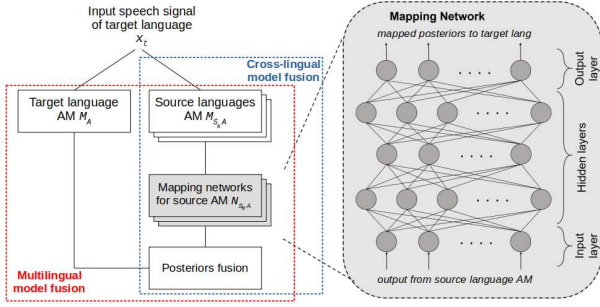 Input speech signal
of target language
x_t
Cross-lingual
model fusion
Target language
AM M_A
Source languages
AM M_{S_n A}
Mapping networks
for source AM N_{S_n A}
Posteriors fusion
Multilingual
model fusion
Mapping Network
mapped posteriors to target lang
Output
layer
Hidden layers
Input
layer
output from source language AM